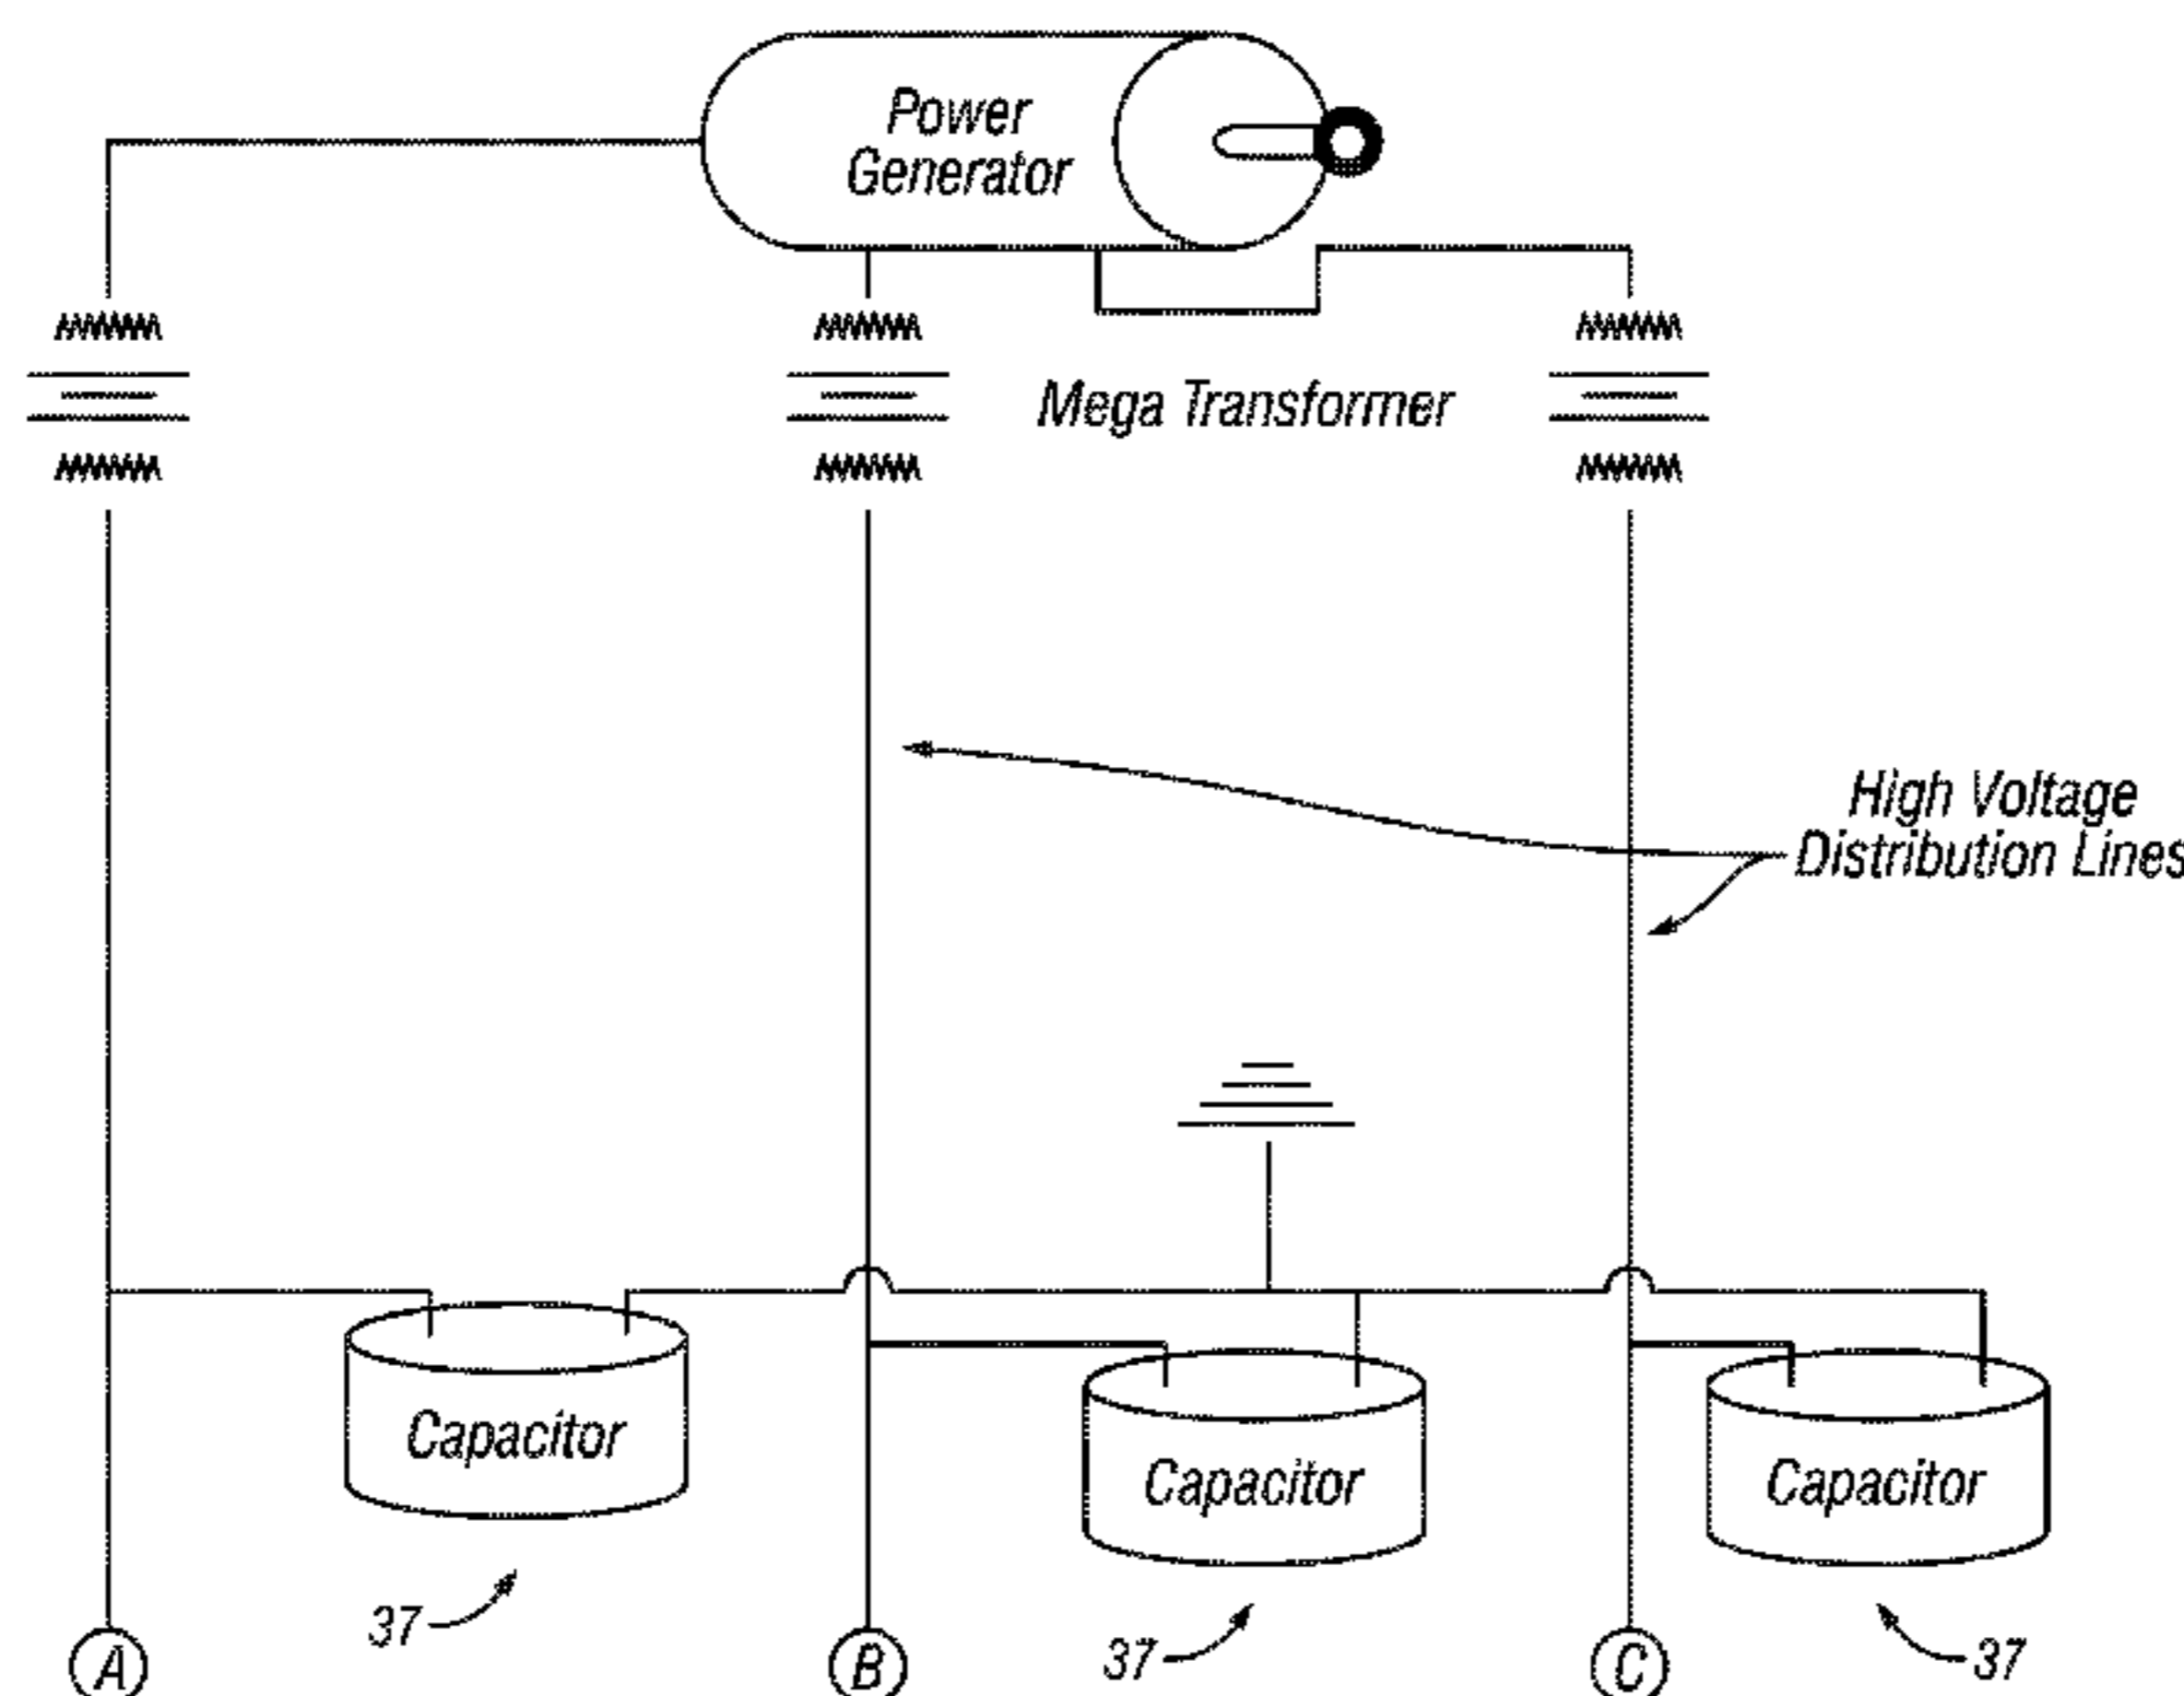 Power
Generator
Mega Transformer
High Voltage
Distribution Lines
Capacitor
Capacitor
Capacitor
37
37
37
A
B
C